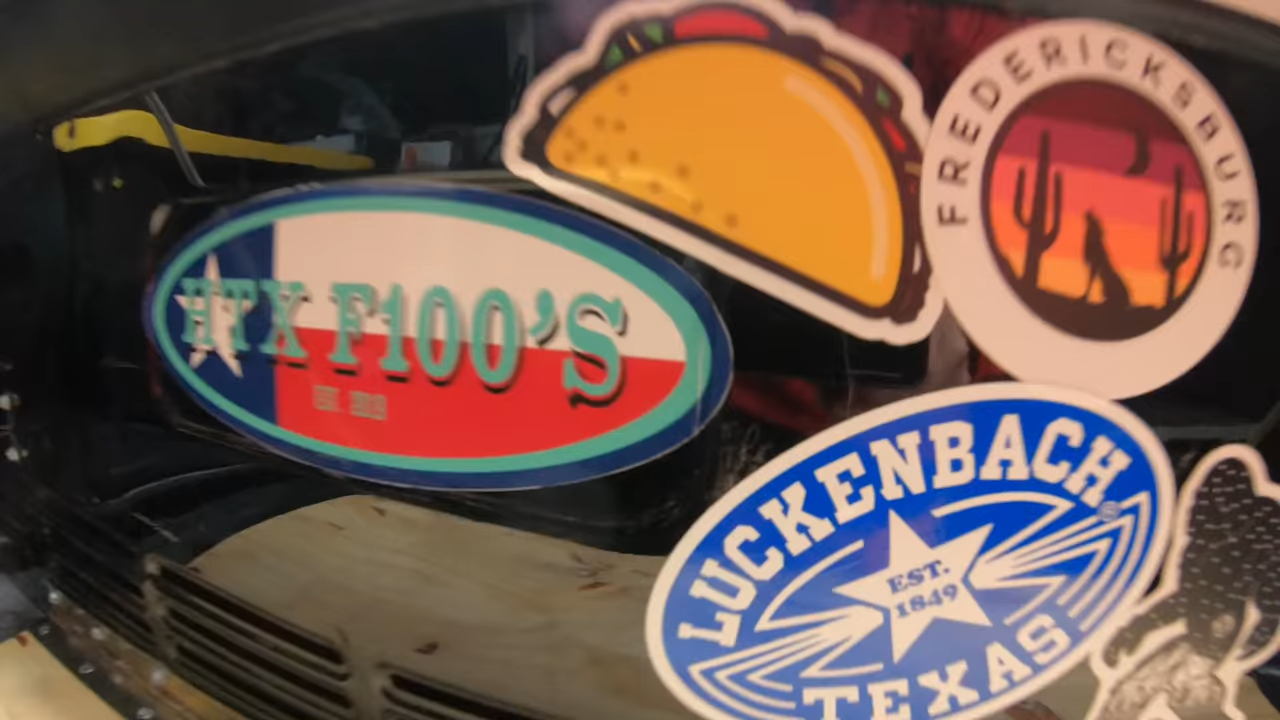 FREDERICKSBURG
HTX F100'S
LUCKENBACH
EST.
1849
TEXAS